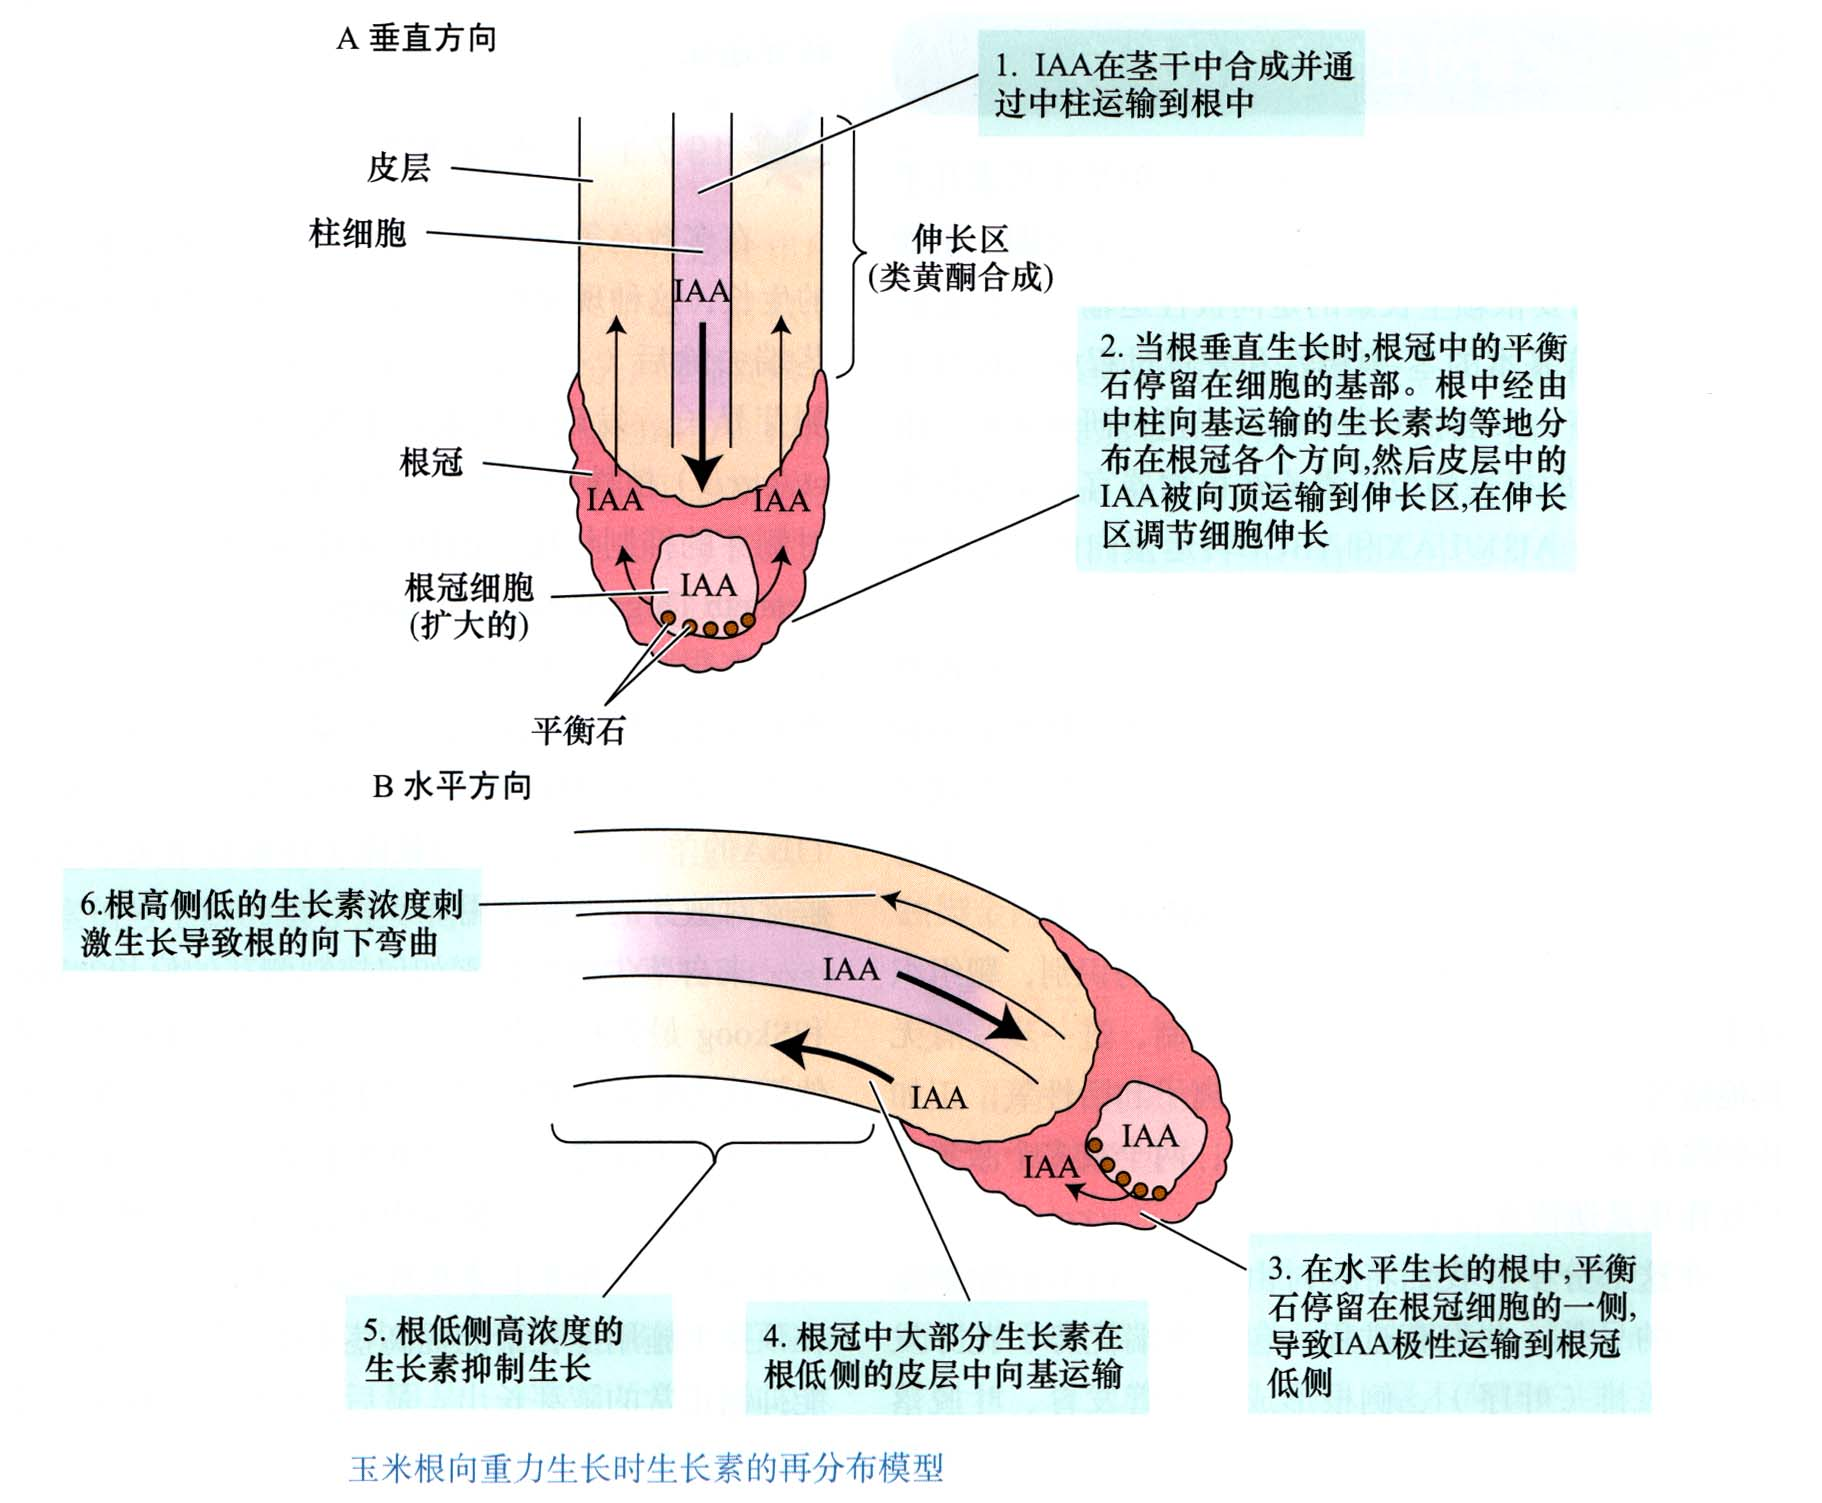 A 垂直方向
1. IAA在茎干中合成并通
过中柱运输到根中
皮层
柱细胞
IAA
伸长区
(类黄酮合成)
2. 当根垂直生长时,根冠中的平衡
石停留在细胞的基部。根中经由
中柱向基运输的生长素均等地分
布在根冠各个方向,然后皮层中的
IAA被向顶运输到伸长区,在伸长
区调节细胞伸长
根冠
IAA
IAA
根冠细胞
(扩大的)
IAA
平衡石
B 水平方向
6.根高侧低的生长素浓度刺
激生长导致根的向下弯曲
IAA
IAA
IAA
IAA
3. 在水平生长的根中,平衡
石停留在根冠细胞的一侧,
导致IAA极性运输到根冠
低侧
5. 根低侧高浓度的
生长素抑制生长
4. 根冠中大部分生长素在
根低侧的皮层中向基运输
玉米根向重力生长时生长素的再分布模型